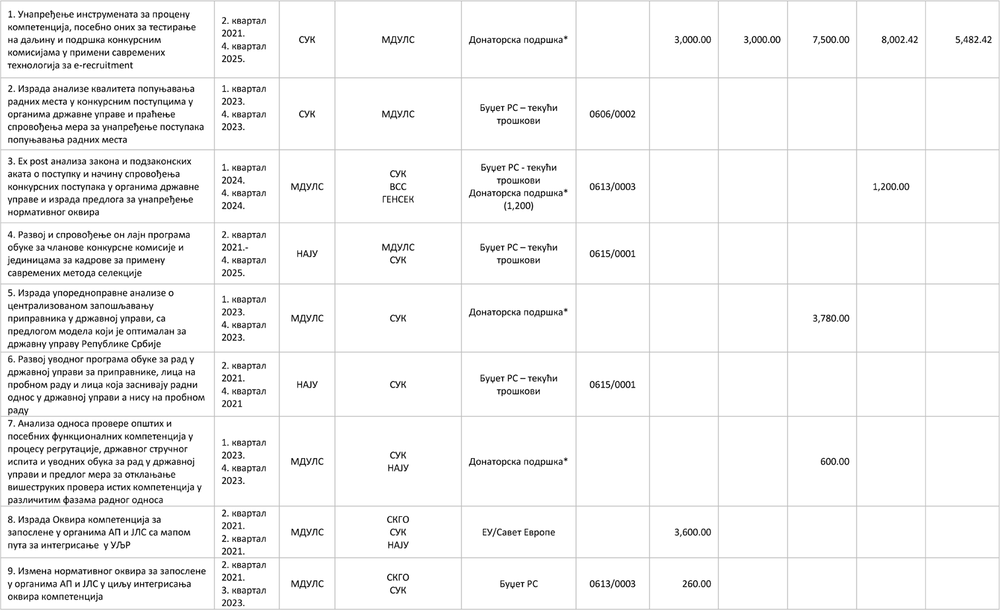 1. Унапређење инструмената за процену
компетенција, посебно оних за тестирање
на даљину и подршка конкурсним
комисијама у примени савремених
технологија за e-recruitment
2. квартал
2021.
4. квартал
2025.
СУК
МДУЛС
Донаторска подршка*
3,000.00
3,000.00
7,500.00
8,002.42
5,482.42
2. Израда анализе квалитета попуњавања
радних места у конкурсним поступцима у
органима државне управе и праћење
спровођења мера за унапређење поступака
попуњавања радних места
1. квартал
2023.
4. квартал
2023.
СУК
МДУЛС
Буџет РС – текући
трошкови
0606/0002
3. Ex post анализа закона и подзаконских
аката о поступку и начину спровођења
конкурсних поступака у органима државне
управе и израда предлога за унапређење
нормативног оквира
1. квартал
2024.
4. квартал
2024.
МДУЛС
СУК
ВСС
ГЕНСЕК
Буџет РС - текући
трошкови
Донаторска подршка*
(1,200)
0613/0003
1,200.00
4. Развој и спровођење он лајн програма
обуке за чланове конкурсне комисије и
јединицама за кадрове за примену
савремених метода селекције
2. квартал
2021.-
4. квартал
2025.
НАЈУ
МДУЛС
СУК
Буџет РС – текући
трошкови
0615/0001
5. Израда упоредноправне анализе о
централизованом запошљавању
приправника у државној управи, са
предлогом модела који је оптималан за
државну управу Републике Србије
1. квартал
2023.
4. квартал
2023.
МДУЛС
СУК
Донаторска подршка*
3,780.00
6. Развој уводног програма обуке за рад у
државној управи за приправнике, лица на
пробном раду и лица која заснивају радни
однос у државној управи а нису на пробном
раду
2. квартал
2021.
4. квартал
2021
НАЈУ
СУК
Буџет РС – текући
трошкови
0615/0001
7. Анализа односа провере општих и
посебних функционалних компетенција у
процесу регрутације, државног стручног
испита и уводних обука за рад у државној
управи и предлог мера за отклањање
вишеструких провера истих компетенција у
различитим фазама радног односа
1. квартал
2023.
4. квартал
2023.
МДУЛС
СУК
НАЈУ
Донаторска подршка*
600.00
8. Израда Оквира компетенција за
запослене у органима АП и ЈЛС са мапом
пута за интегрисање у УЉР
2. квартал
2021.
2. квартал
2021.
МДУЛС
СКГО
СУК
НАЈУ
ЕУ/Савет Европе
3,600.00
9. Измена нормативног оквира за запослене
у органима АП и ЈЛС у циљу интегрисања
оквира компетенција
2. квартал
2021.
3. квартал
2023.
МДУЛС
СКГО
СУК
Буџет РС
0613/0003
260.00